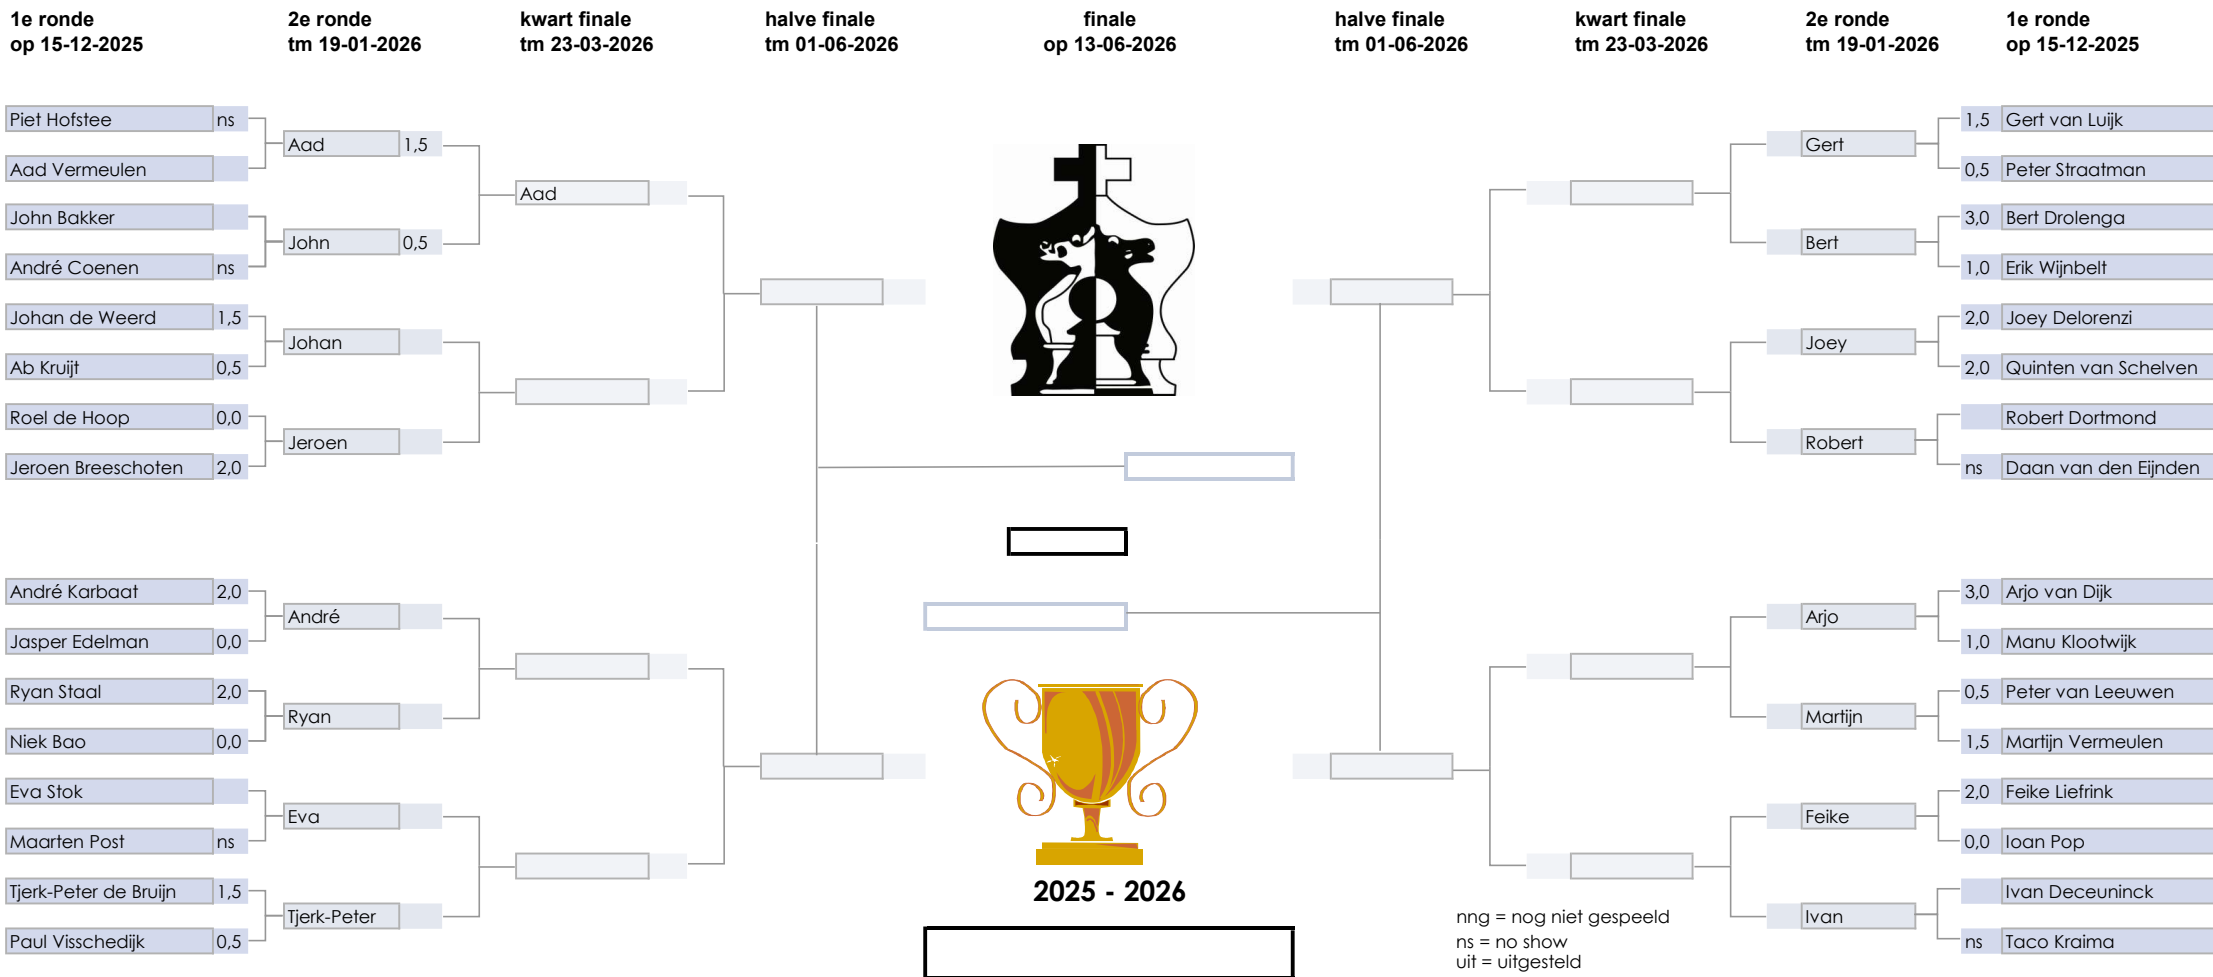 1e ronde
op 15-12-2025
2e ronde
tm 19-01-2026
kwart finale
tm 23-03-2026
halve finale
tm 01-06-2026
finale
op 13-06-2026
halve finale
tm 01-06-2026
kwart finale
tm 23-03-2026
2e ronde
tm 19-01-2026
1e ronde
op 15-12-2025
Piet Hofstee ns
Aad Vermeulen
John Bakker
André Coenen ns
Johan de Weerd 1,5
Ab Kruijt 0,5
Roel de Hoop 0,0
Jeroen Breeschoten 2,0
André Karbaat 2,0
Jasper Edelman 0,0
Ryan Staal 2,0
Niek Bao 0,0
Eva Stok
Maarten Post ns
Tjerk-Peter de Bruijn 1,5
Paul Visschedijk 0,5
Aad 1,5
John 0,5
Johan
Jeroen
André
Ryan
Eva
Tjerk-Peter
Aad
2025 - 2026
Gert
Bert
Joey
Robert
Arjo
Martijn
Feike
Ivan
1,5 Gert van Luijk
0,5 Peter Straatman
3,0 Bert Drolenga
1,0 Erik Wijnbelt
2,0 Joey Delorenzi
2,0 Quinten van Schelven
Robert Dortmond
ns Daan van den Eijnden
3,0 Arjo van Dijk
1,0 Manu Klootwijk
0,5 Peter van Leeuwen
1,5 Martijn Vermeulen
2,0 Feike Liefrink
0,0 Ioan Pop
Ivan Deceuninck
ns Taco Kraima
nng = nog niet gespeeld
ns = no show
uit = uitgesteld